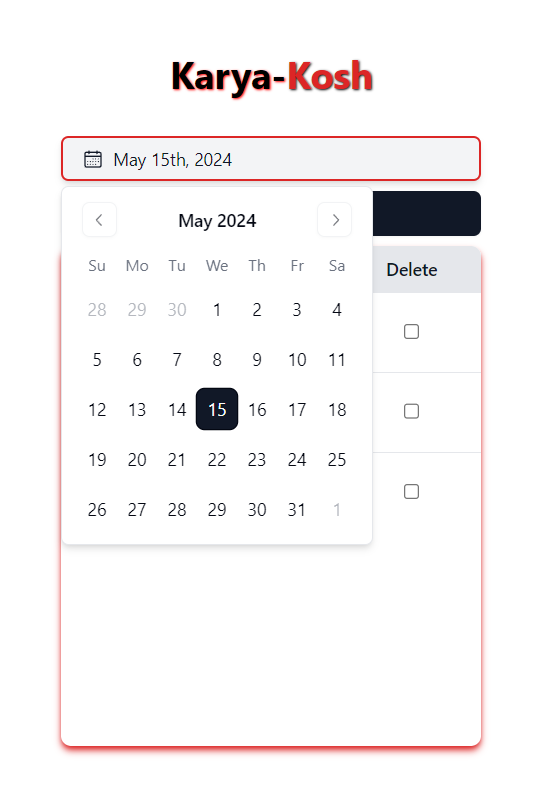 Karya-Kosh
May 15th, 2024
May 2024
Delete
Su Mo Tu We Th Fr Sa
28 29 30 1 2 3 4
5 6 7 8 9 10 11
12 13 14 15 16 17 18
19 20 21 22 23 24 25
26 27 28 29 30 31 1